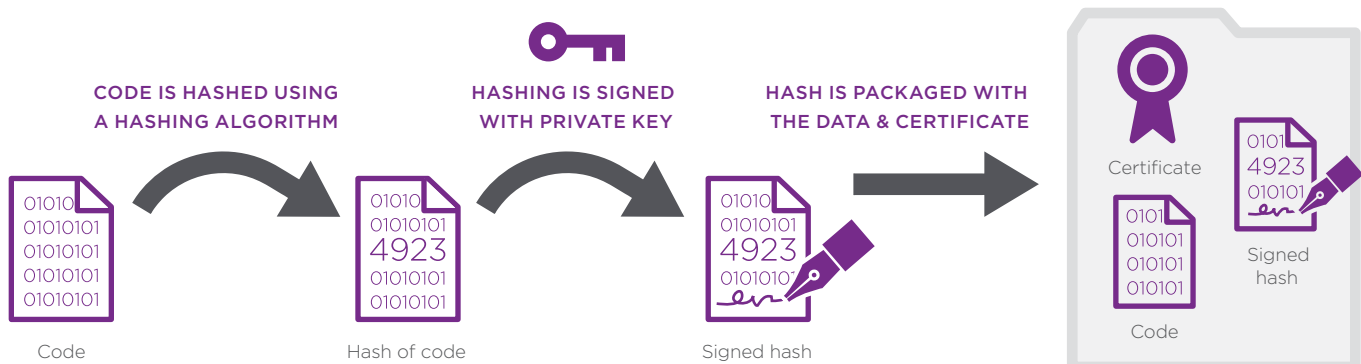 CODE IS HASHED USING
A HASHING ALGORITHM
HASHING IS SIGNED
WITH PRIVATE KEY
HASH IS PACKAGED WITH
THE DATA & CERTIFICATE
01010
01010101
01010101
01010101
01010101
Code
01010
01010101
4923
01010101
01010101
Hash of code
01010
01010101
4923
01010101
Signed hash
Certificate
0101
010101
010101
010101
Code
0101
4923
010101
Signed
hash